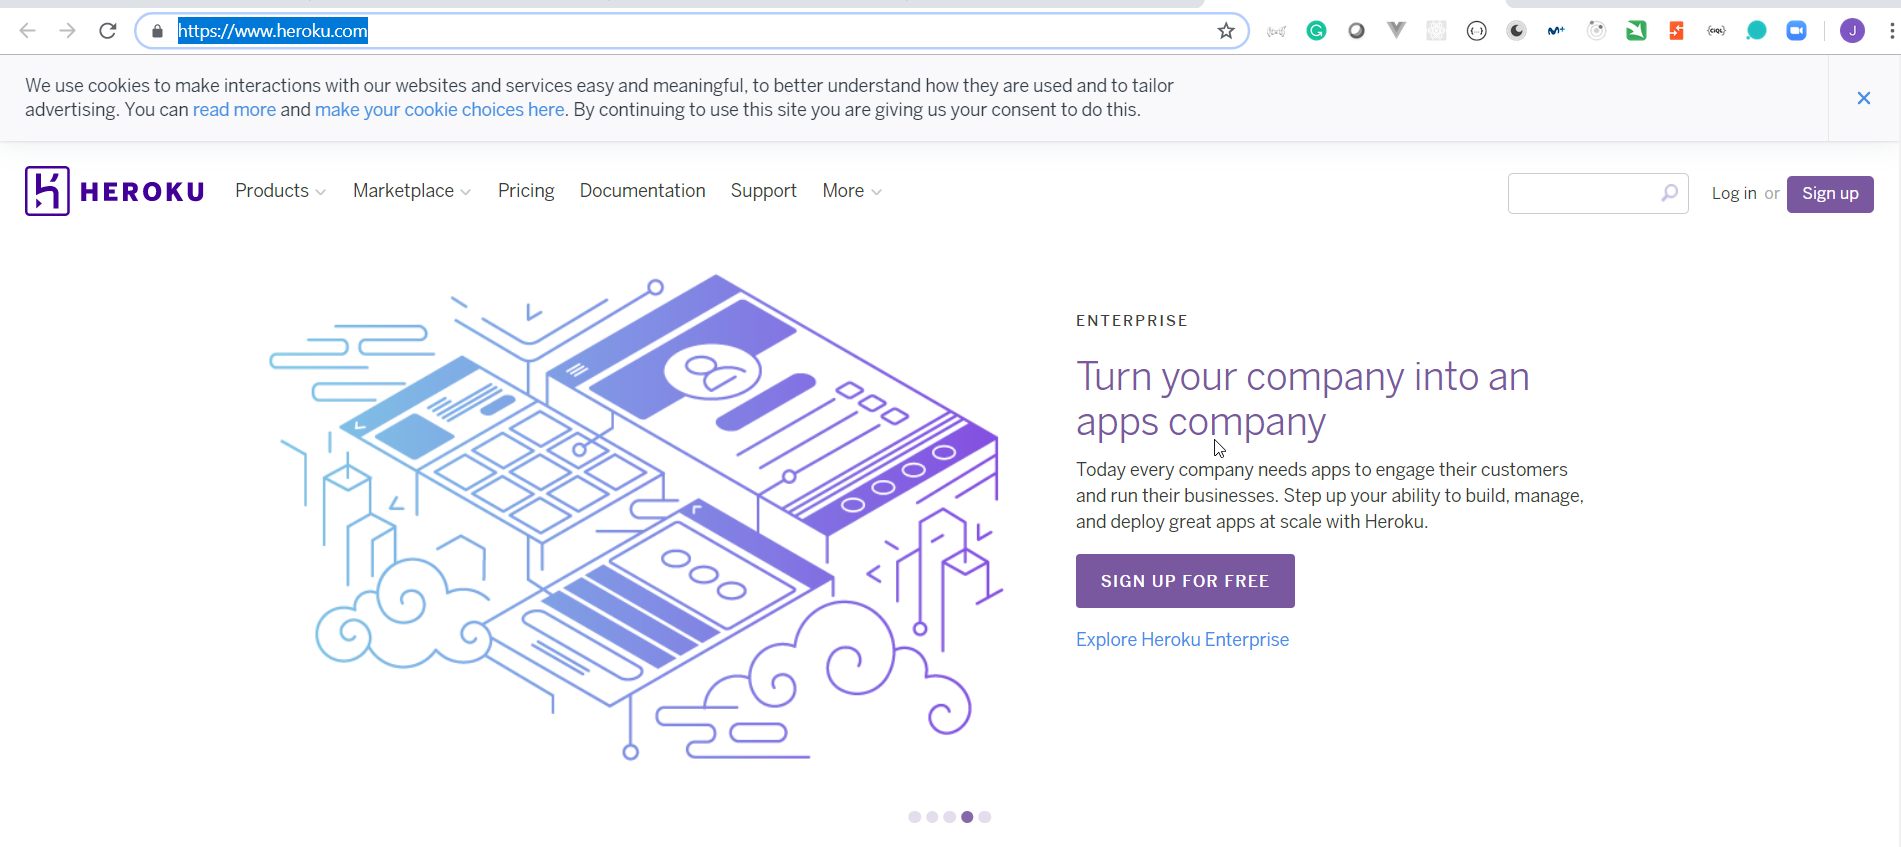 https://www.heroku.com
J
We use cookies to make interactions with our websites and services easy and meaningful, to better understand how they are used and to tailor
advertising. You can read more and make your cookie choices here. By continuing to use this site you are giving us your consent to do this.
HEROKU Products Marketplace Pricing Documentation Support More Log in or Sign up
ENTERPRISE
Turn your company into an
apps company
Today every company needs apps to engage their customers
and run their businesses. Step up your ability to build, manage,
and deploy great apps at scale with Heroku.
SIGN UP FOR FREE
Explore Heroku Enterprise